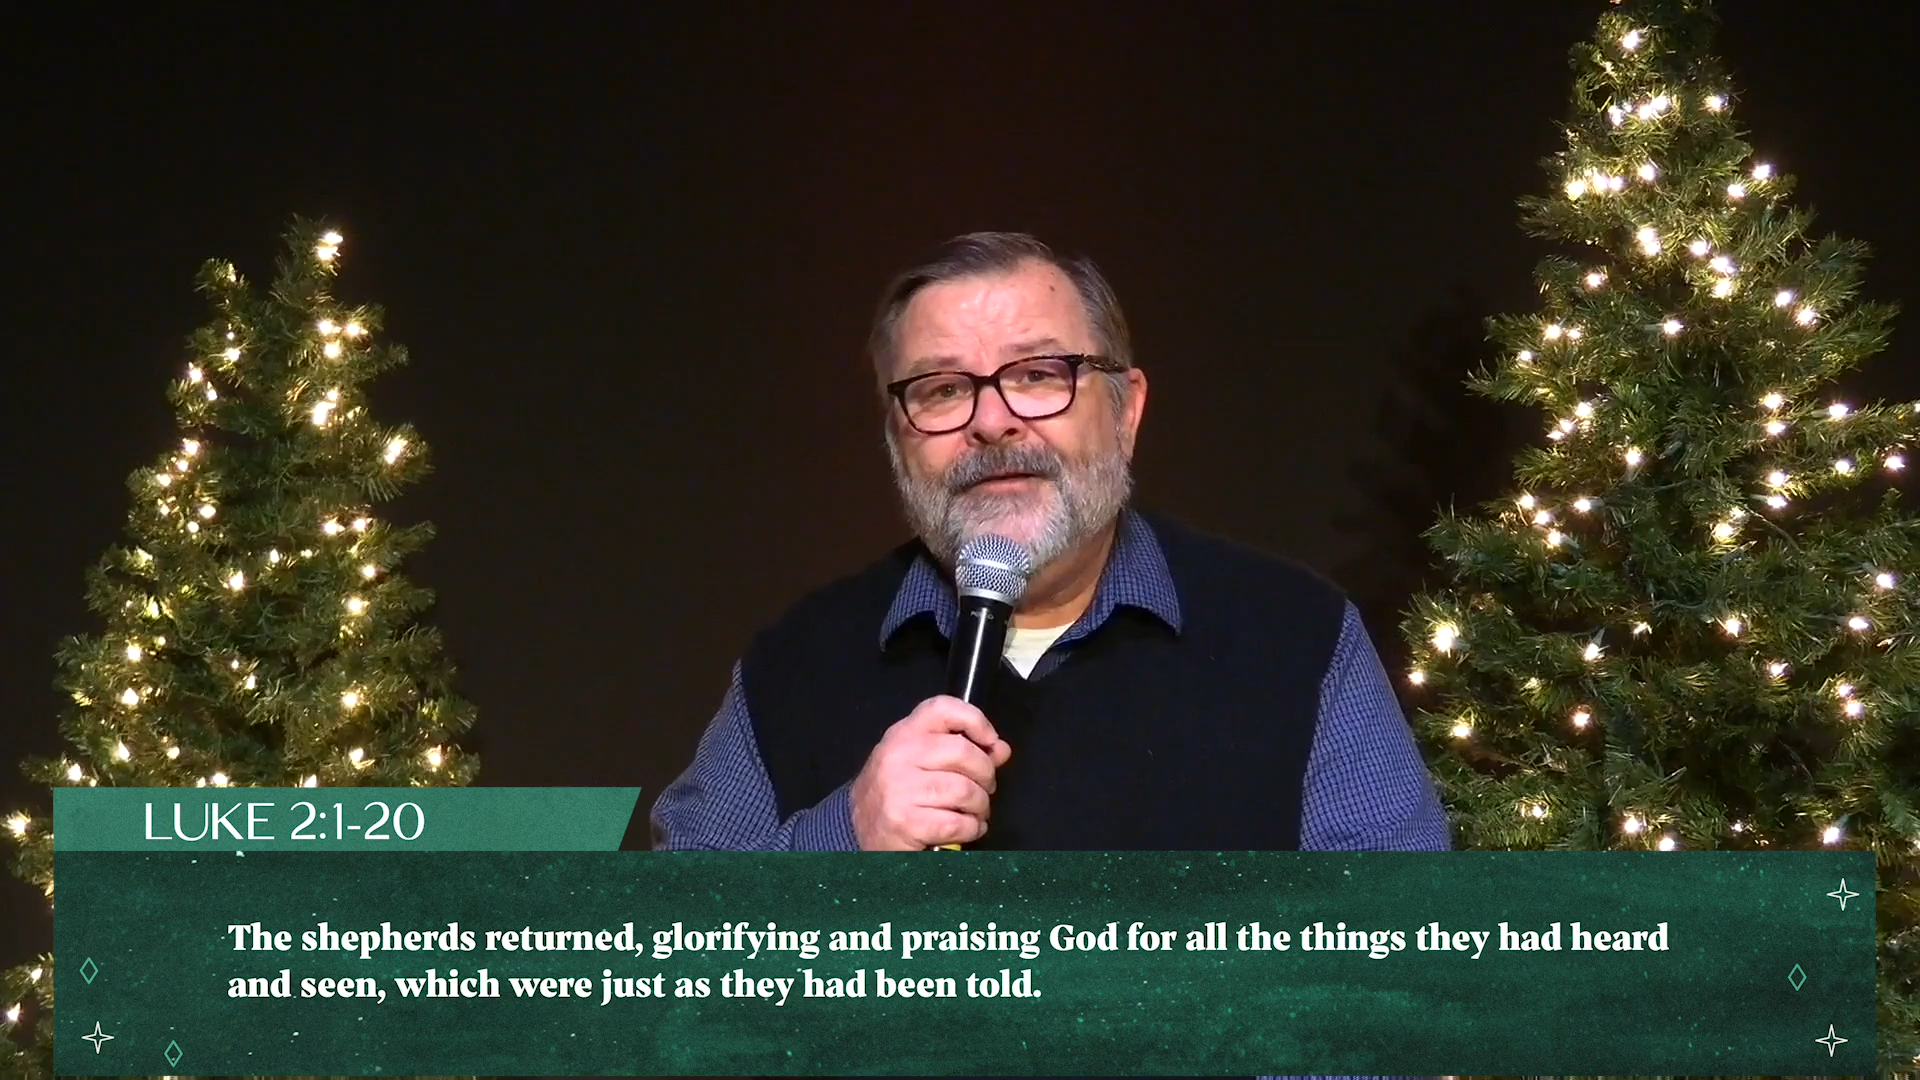 LUKE 2:1-20
The shepherds returned, glorifying and praising God for all the things they had heard
and seen, which were just as they had been told.